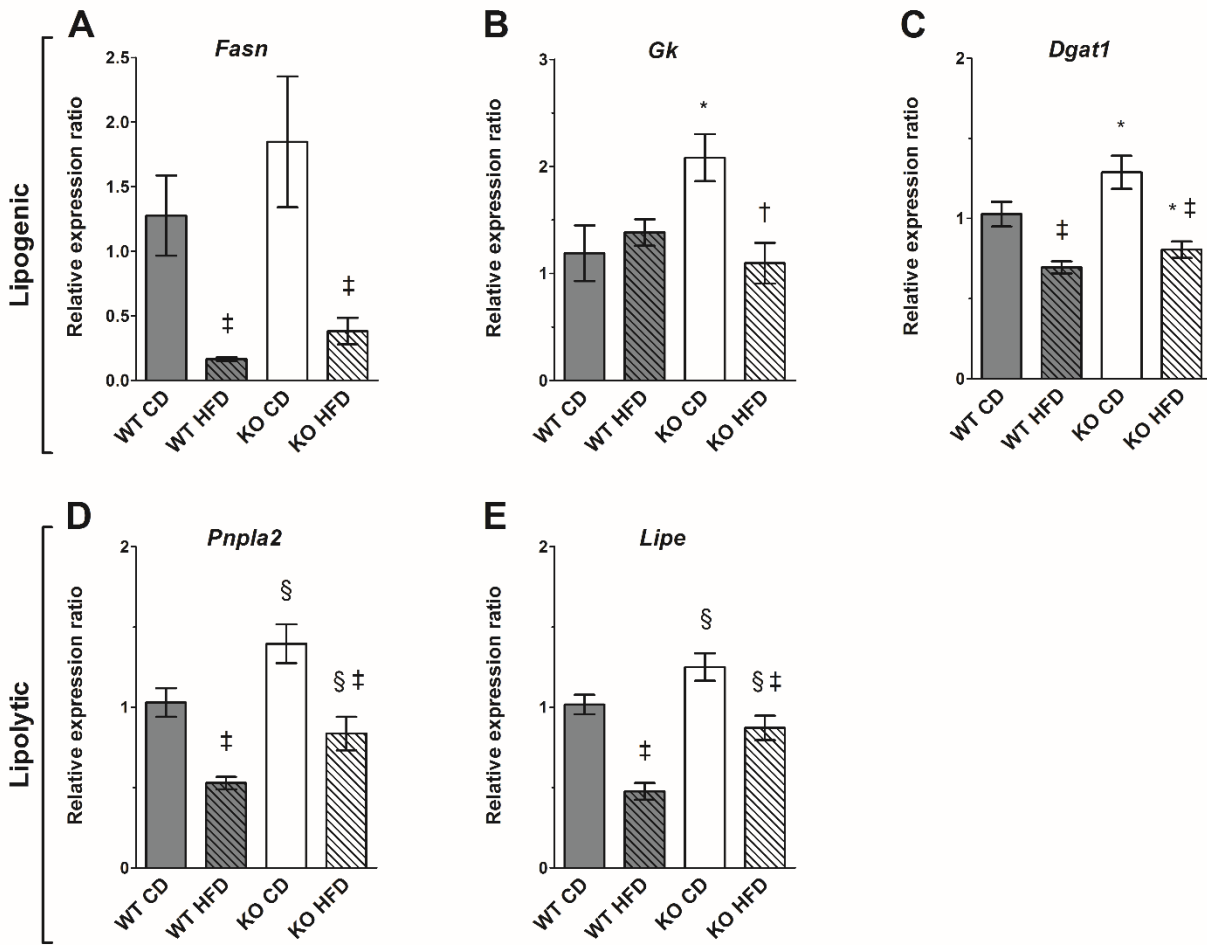 Lipogenic
A
Fasn
Relative expression ratio
2.5
2.0
1.5
1.0
0.5
0.0
‡
‡
WT CD
WT HFD
KO CD
KO HFD
B
Gk
Relative expression ratio
3
2
1
0
*
†
WT CD
WT HFD
KO CD
KO HFD
C
Dgat1
Relative expression ratio
2
1
0
‡
*
* ‡
WT CD
WT HFD
KO CD
KO HFD
Lipolytic
D
Pnpla2
Relative expression ratio
2
1
0
‡
§
§ ‡
WT CD
WT HFD
KO CD
KO HFD
E
Lipe
Relative expression ratio
2
1
0
‡
§
§ ‡
WT CD
WT HFD
KO CD
KO HFD